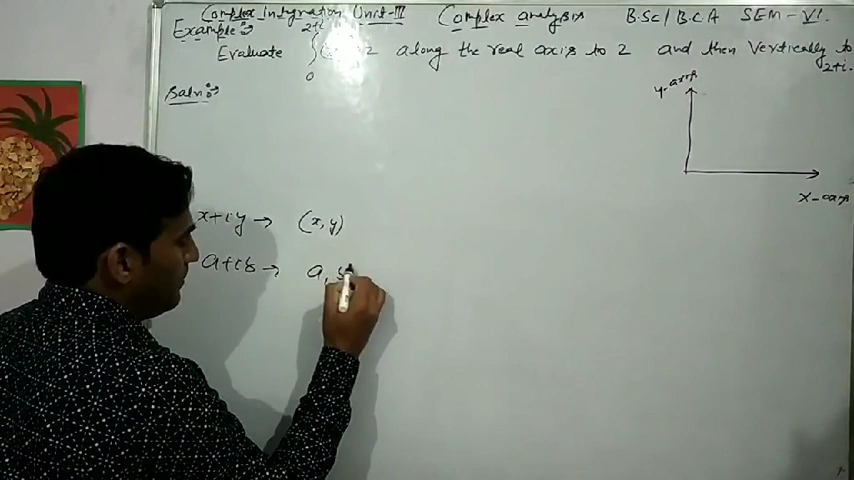 Complex Integration Unit-III Complex analysis B.Sc/B.C.A SEM-VI.
Example:-
Evaluate ∫ 0 2+i along the real axis to 2 and then vertically to 2+i.
Soln:-
y-axis
x-axis
x+iy → (x,y)
a+ib → a,